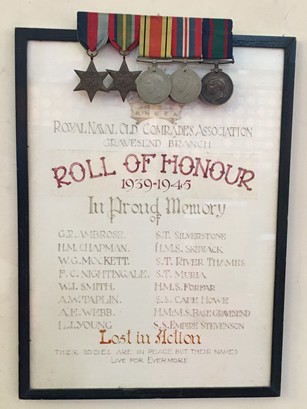 ROYAL NAVAL OLD COMRADES ASSOCIATION
GRAVESEND BRANCH
ROLL OF HONOUR
1939-1945
In Proud Memory
of
G.E. AMBROSE. S.T. SILVERSTONE
H.M. CHAPMAN. H.M.S. SKIPJACK
W.G. MOCKETT. S.T. RIVER THAMES
F.C. NIGHTINGALE. S.T. MURIA
W.J. SMITH. H.M.S. FORFAR
A.W. TAPLIN. S.S. CAPE HOWE
A.E. WEBB. GRAVESEND
YOUNG S.S. EMPIRE STEVENSON
Lost in Action
THEIR BODIES ARE IN PEACE BUT THEIR NAMES
LIVE FOR EVERMORE